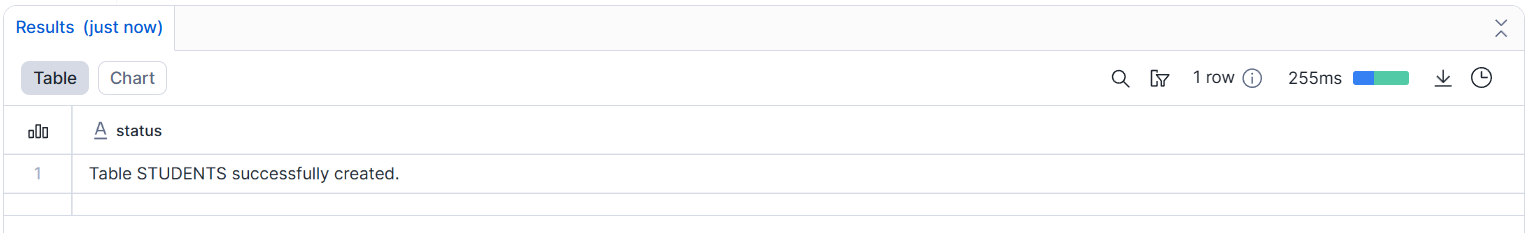 Results (just now)
Table Chart 1 row 255ms
A status
1 Table STUDENTS successfully created.